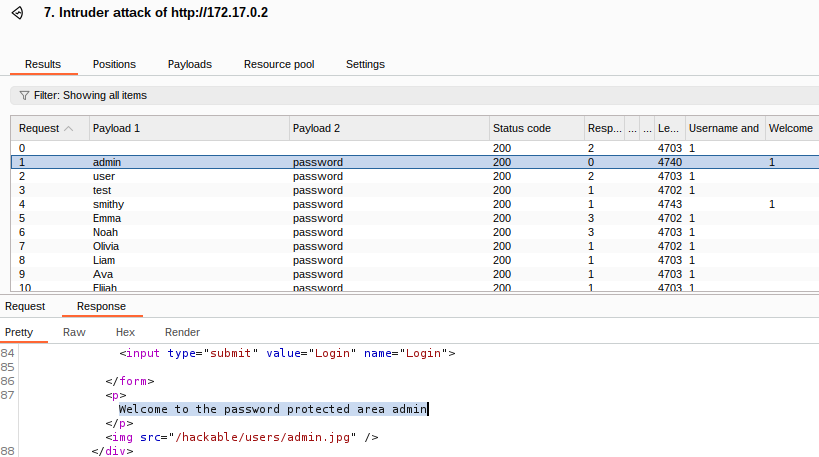 7. Intruder attack of http://172.17.0.2
Results Positions Payloads Resource pool Settings
Filter: Showing all items
Request Payload 1 Payload 2 Status code Resp... ... ... Le... Username and Welcome
0 200 2 4703 1
1 admin password 200 0 4740 1
2 user password 200 2 4703 1
3 test password 200 1 4702 1
4 smithy password 200 1 4743 1
5 Emma password 200 3 4702 1
6 Noah password 200 3 4703 1
7 Olivia password 200 1 4702 1
8 Liam password 200 1 4703 1
9 Ava password 200 1 4703 1
10 Elijah password 200 1 4703 1
Request Response
Pretty Raw Hex Render
84 <input type="submit" value="Login" name="Login">
85
86 </form>
87 <p>
Welcome to the password protected area admin
</p>
<img src="/hackable/users/admin.jpg" />
88 </div>